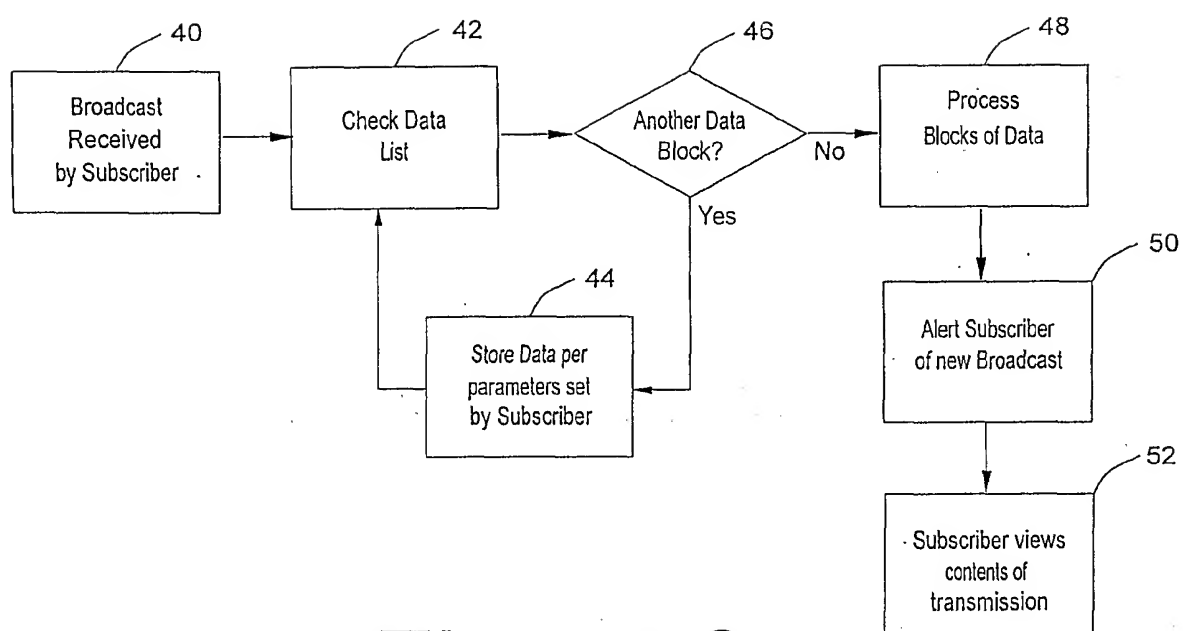 40
Broadcast
Received
by Subscriber
42
Check Data
List
46
Another Data
Block?
No
Yes
44
Store Data per
parameters set
by Subscriber
48
Process
Blocks of Data
50
Alert Subscriber
of new Broadcast
52
Subscriber views
contents of
transmission